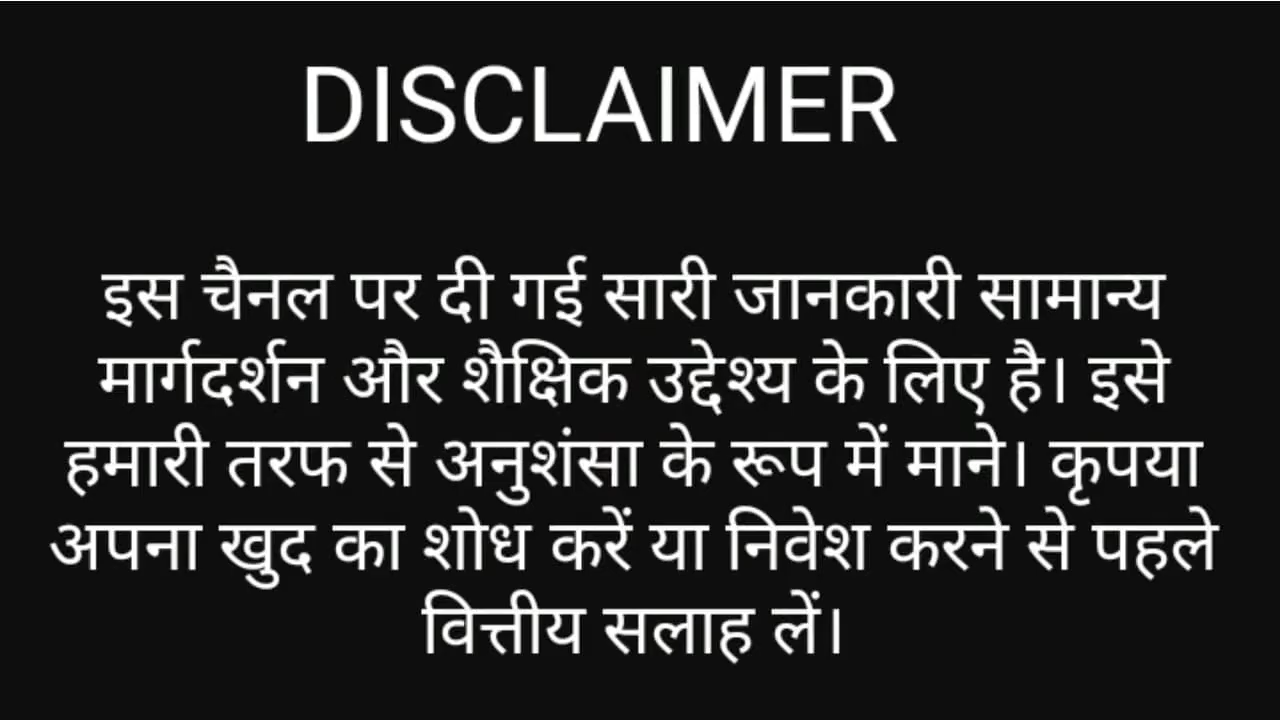 DISCLAIMER
इस चैनल पर दी गई सारी जानकारी सामान्य
मार्गदर्शन और शैक्षिक उद्देश्य के लिए है। इसे
हमारी तरफ से अनुशंसा के रूप में माने। कृपया
अपना खुद का शोध करें या निवेश करने से पहले
वित्तीय सलाह लें।